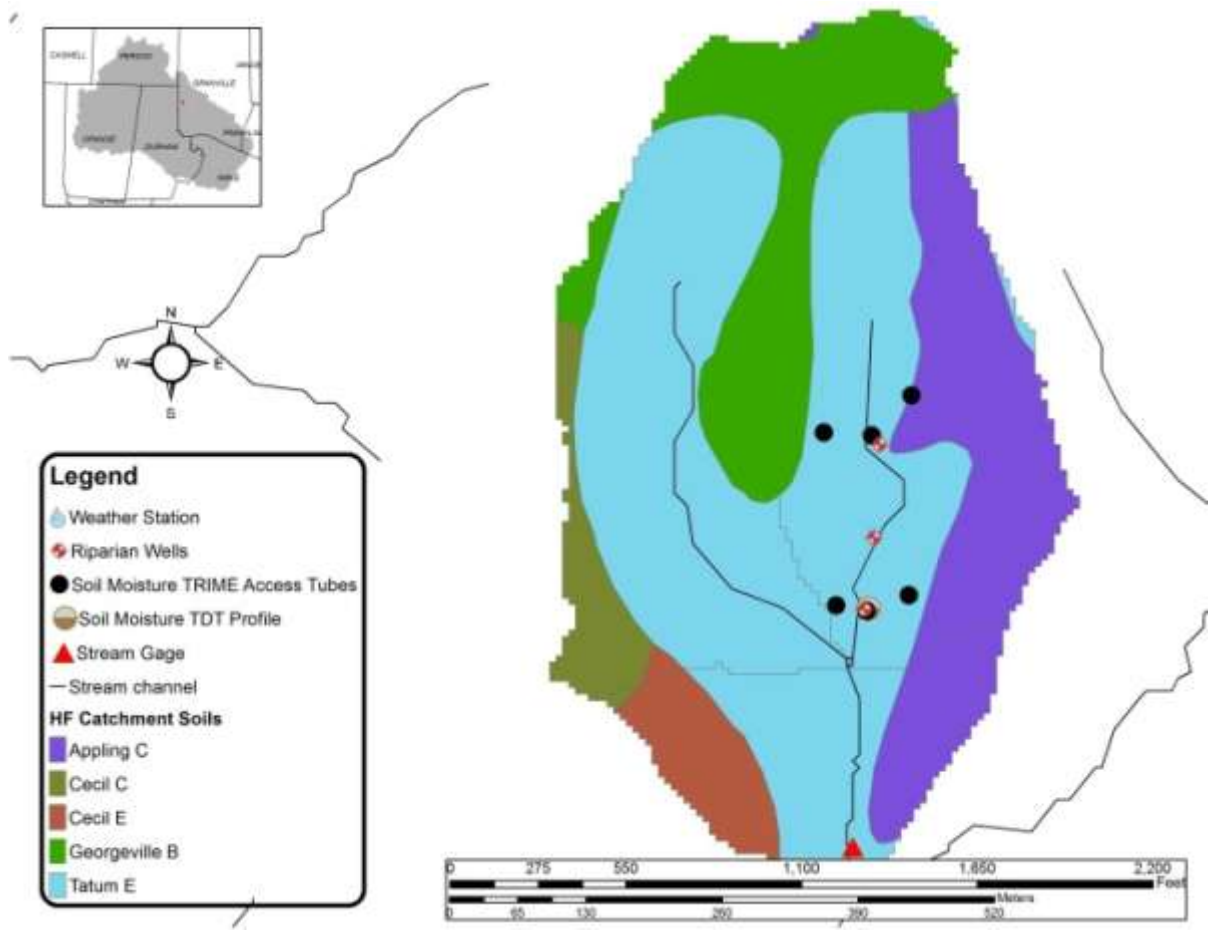 CASWELL
PERSON
GRANVILLE
ORANGE
DURHAM
WAKE
N
W E
S
Legend
Weather Station
Riparian Wells
Soil Moisture TRIME Access Tubes
Soil Moisture TDT Profile
Stream Gage
Stream channel
HF Catchment Soils
Appling C
Cecil C
Cecil E
Georgeville B
Tatum E
0 275 550 1,100 1,650 2,200
Feet
Meters
0 65 130 260 390 520